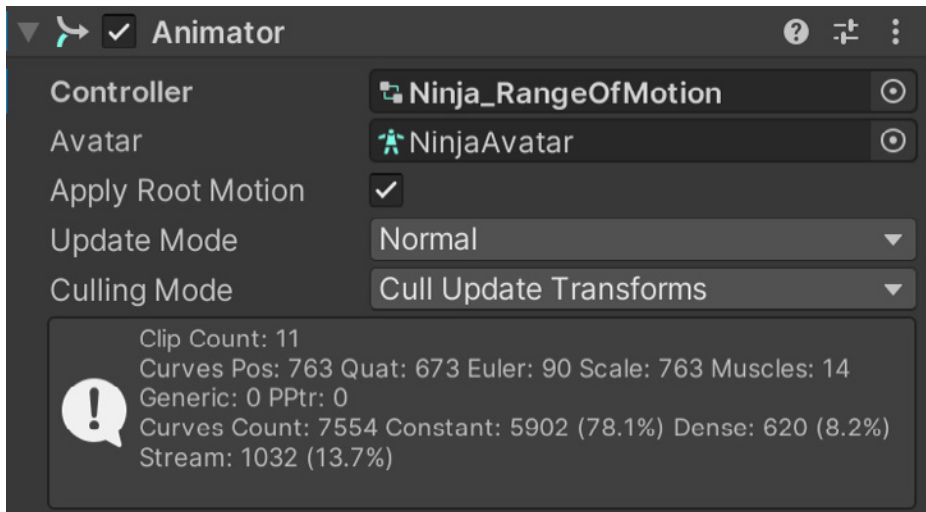 Animator
Controller Ninja_RangeOfMotion
Avatar NinjaAvatar
Apply Root Motion
Update Mode Normal
Culling Mode Cull Update Transforms
Clip Count: 11
Curves Pos: 763 Quat: 673 Euler: 90 Scale: 763 Muscles: 14
Generic: 0 PPtr: 0
Curves Count: 7554 Constant: 5902 (78.1%) Dense: 620 (8.2%)
Stream: 1032 (13.7%)